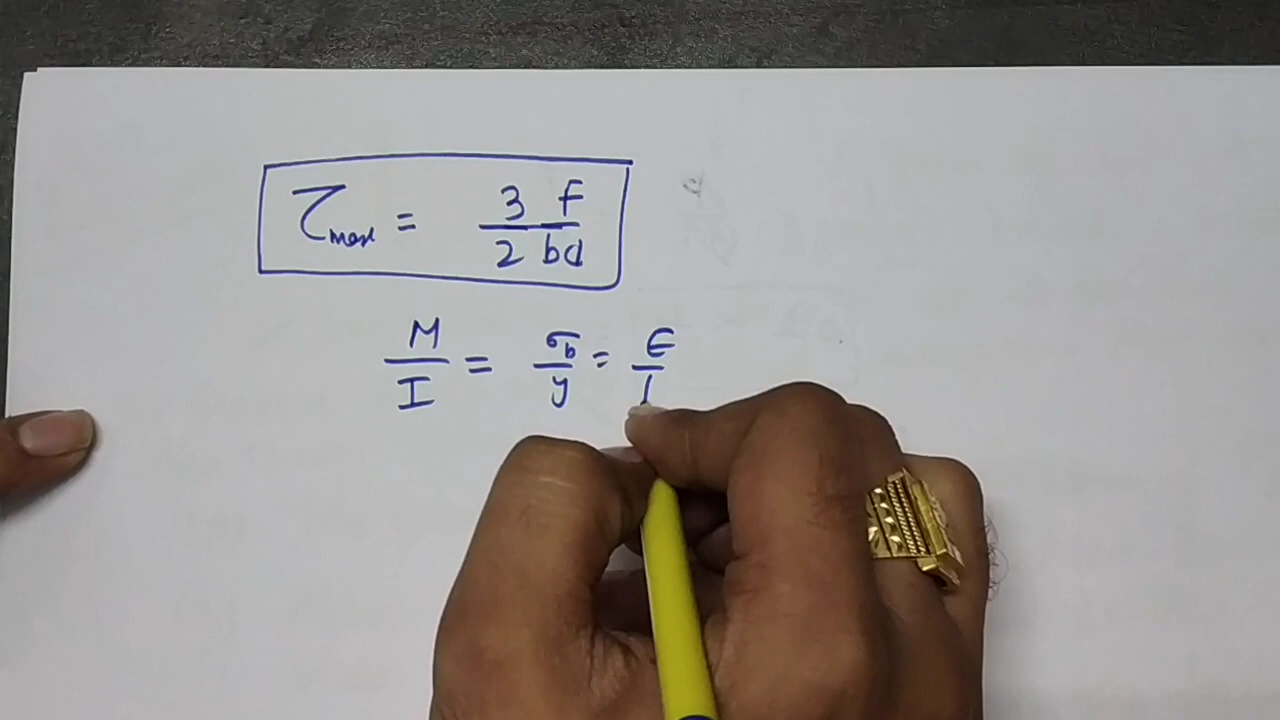 τmax = 3 F / 2 bd
M / I = σb / y = E /